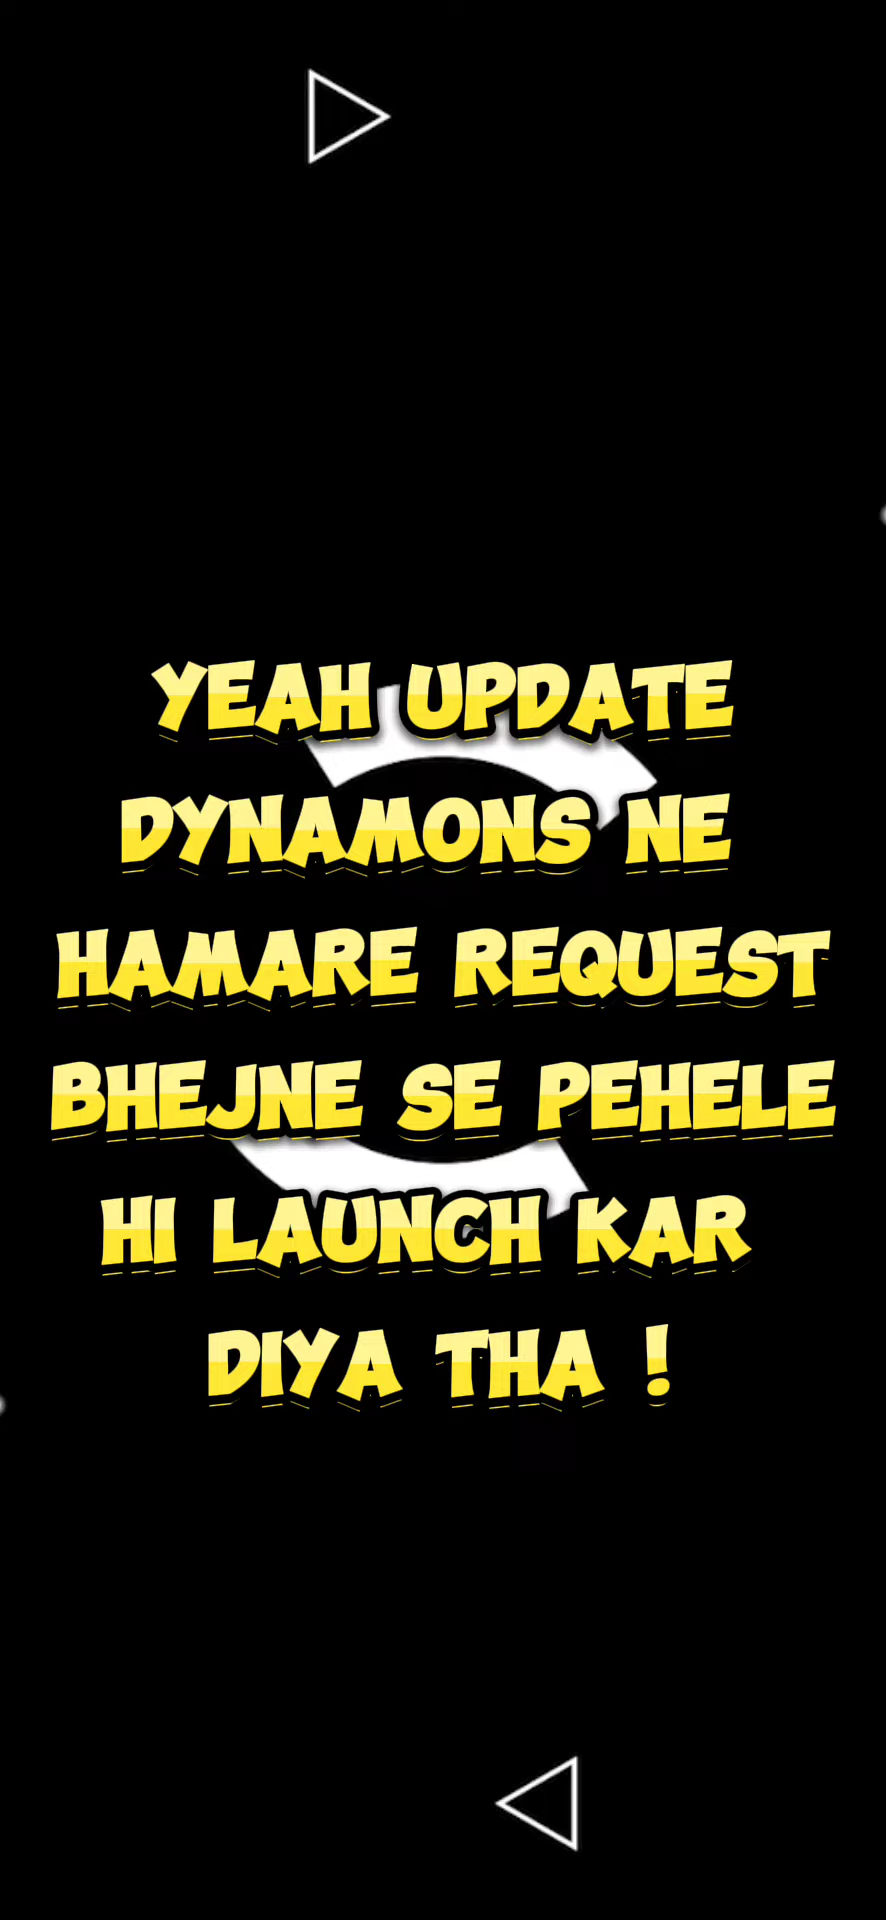 YEAH UPDATE
DYNAMONS NE
HAMARE REQUEST
BHEJNE SE PEHELE
HI LAUNCH KAR
DIYA THA !